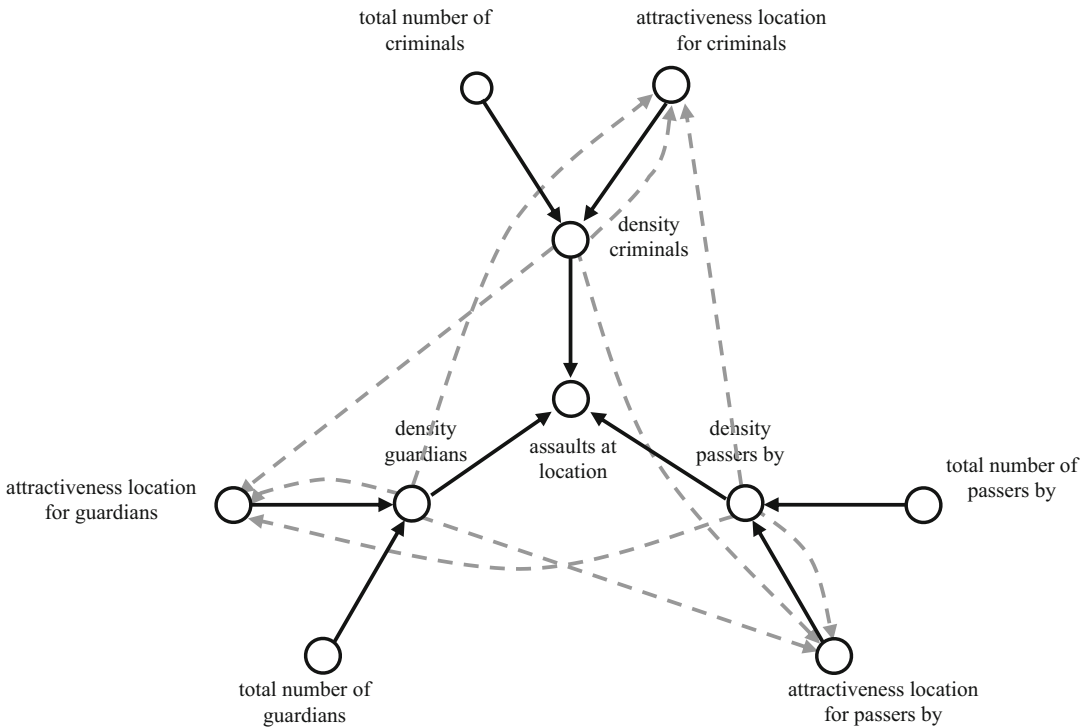 total number of
criminals
attractiveness location
for criminals
density
criminals
density
guardians
assaults at
location
density
passers by
total number of
passers by
attractiveness location
for guardians
total number of
guardians
attractiveness location
for passers by